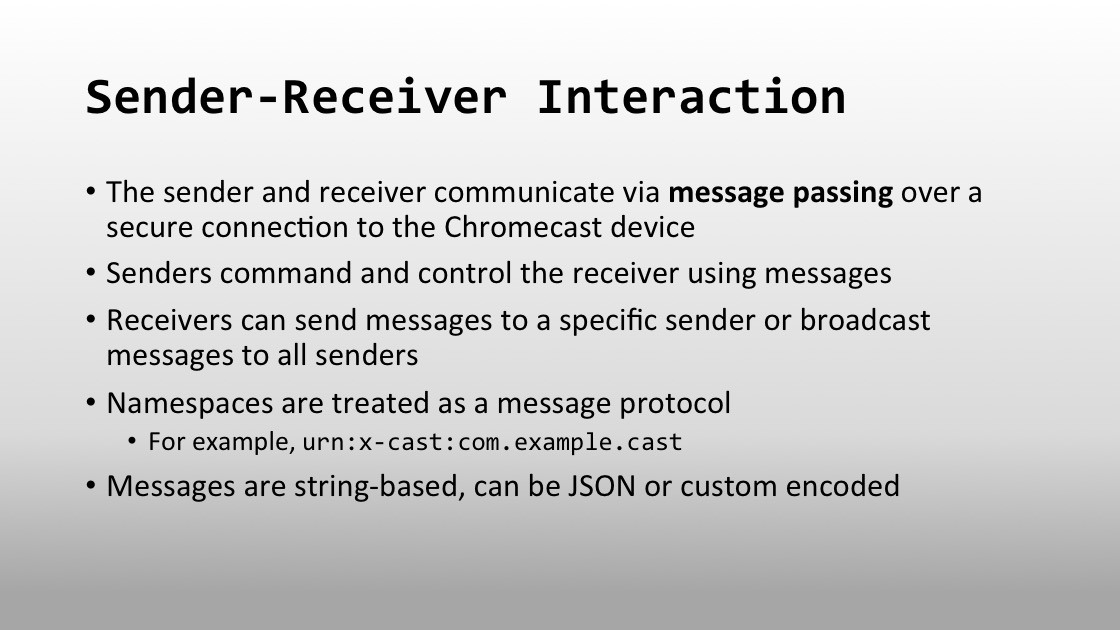 Sender-Receiver Interaction
• The sender and receiver communicate via message passing over a
secure connection to the Chromecast device
• Senders command and control the receiver using messages
• Receivers can send messages to a specific sender or broadcast
messages to all senders
• Namespaces are treated as a message protocol
• For example, urn:x-cast:com.example.cast
• Messages are string-based, can be JSON or custom encoded